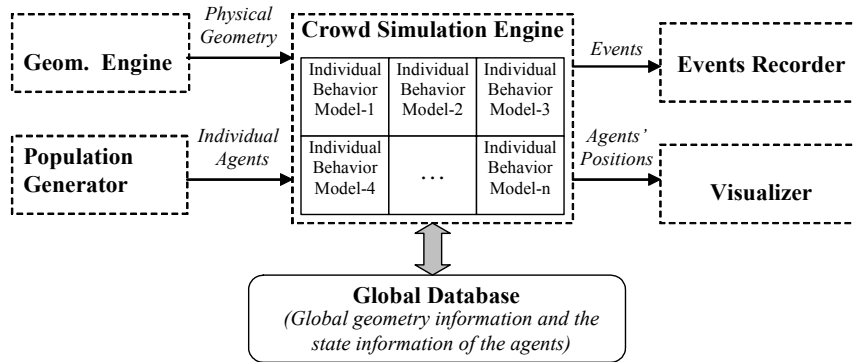 Physical
Geometry
Geom. Engine
Population
Generator
Individual
Agents
Crowd Simulation Engine
Individual
Behavior
Model-1
Individual
Behavior
Model-2
Individual
Behavior
Model-3
Individual
Behavior
Model-4
…
Individual
Behavior
Model-n
Events
Events Recorder
Agents’
Positions
Visualizer
Global Database
(Global geometry information and the
state information of the agents)